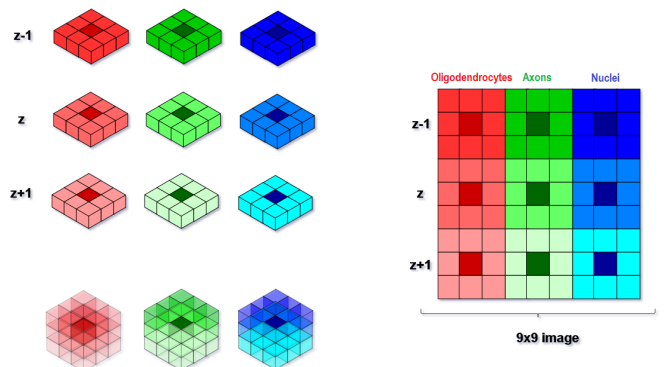 z-1
z
z+1
Oligodendrocytes Axons Nuclei
z-1
z
z+1
9x9 image